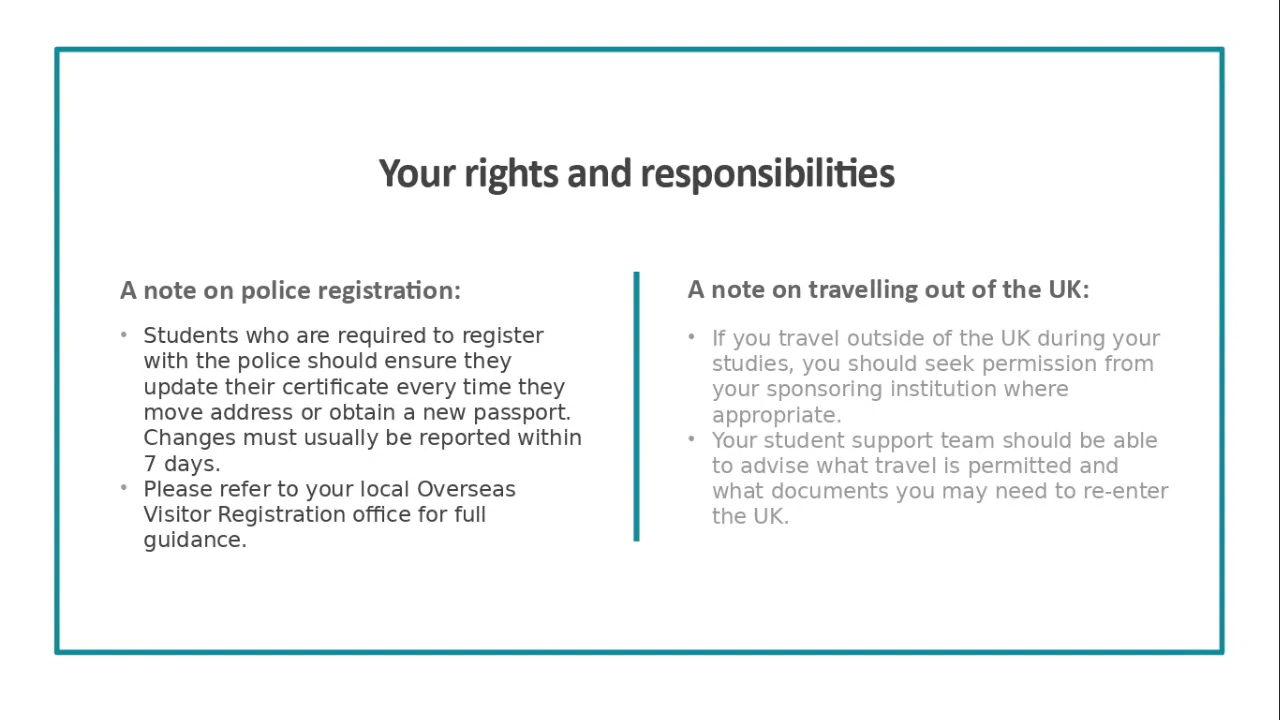 Your rights and responsibilities
A note on police registration:
• Students who are required to register
with the police should ensure they
update their certificate every time they
move address or obtain a new passport.
Changes must usually be reported within
7 days.
• Please refer to your local Overseas
Visitor Registration office for full
guidance.
A note on travelling out of the UK:
• If you travel outside of the UK during your
studies, you should seek permission from
your sponsoring institution where
appropriate.
• Your student support team should be able
to advise what travel is permitted and
what documents you may need to re-enter
the UK.